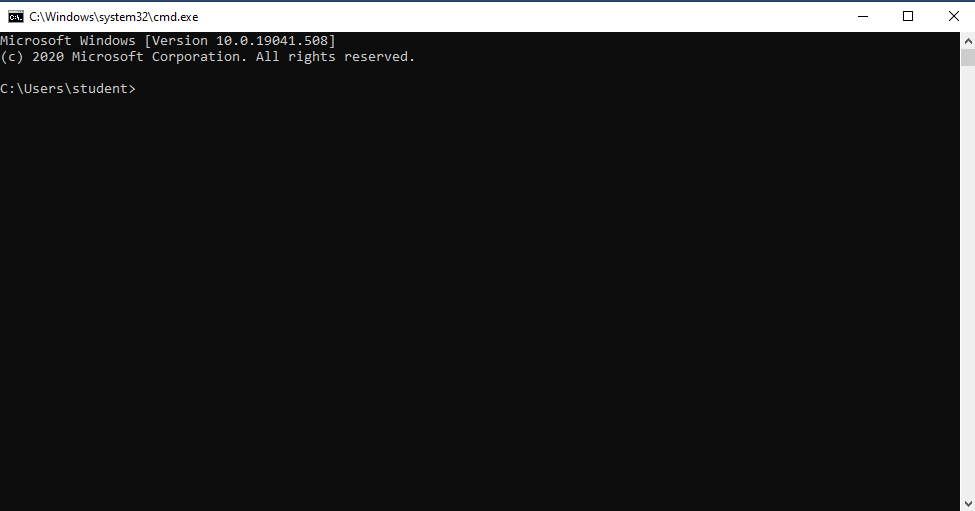 C:\Windows\system32\cmd.exe
Microsoft Windows [Version 10.0.19041.508]
(c) 2020 Microsoft Corporation. All rights reserved.
C:\Users\student>